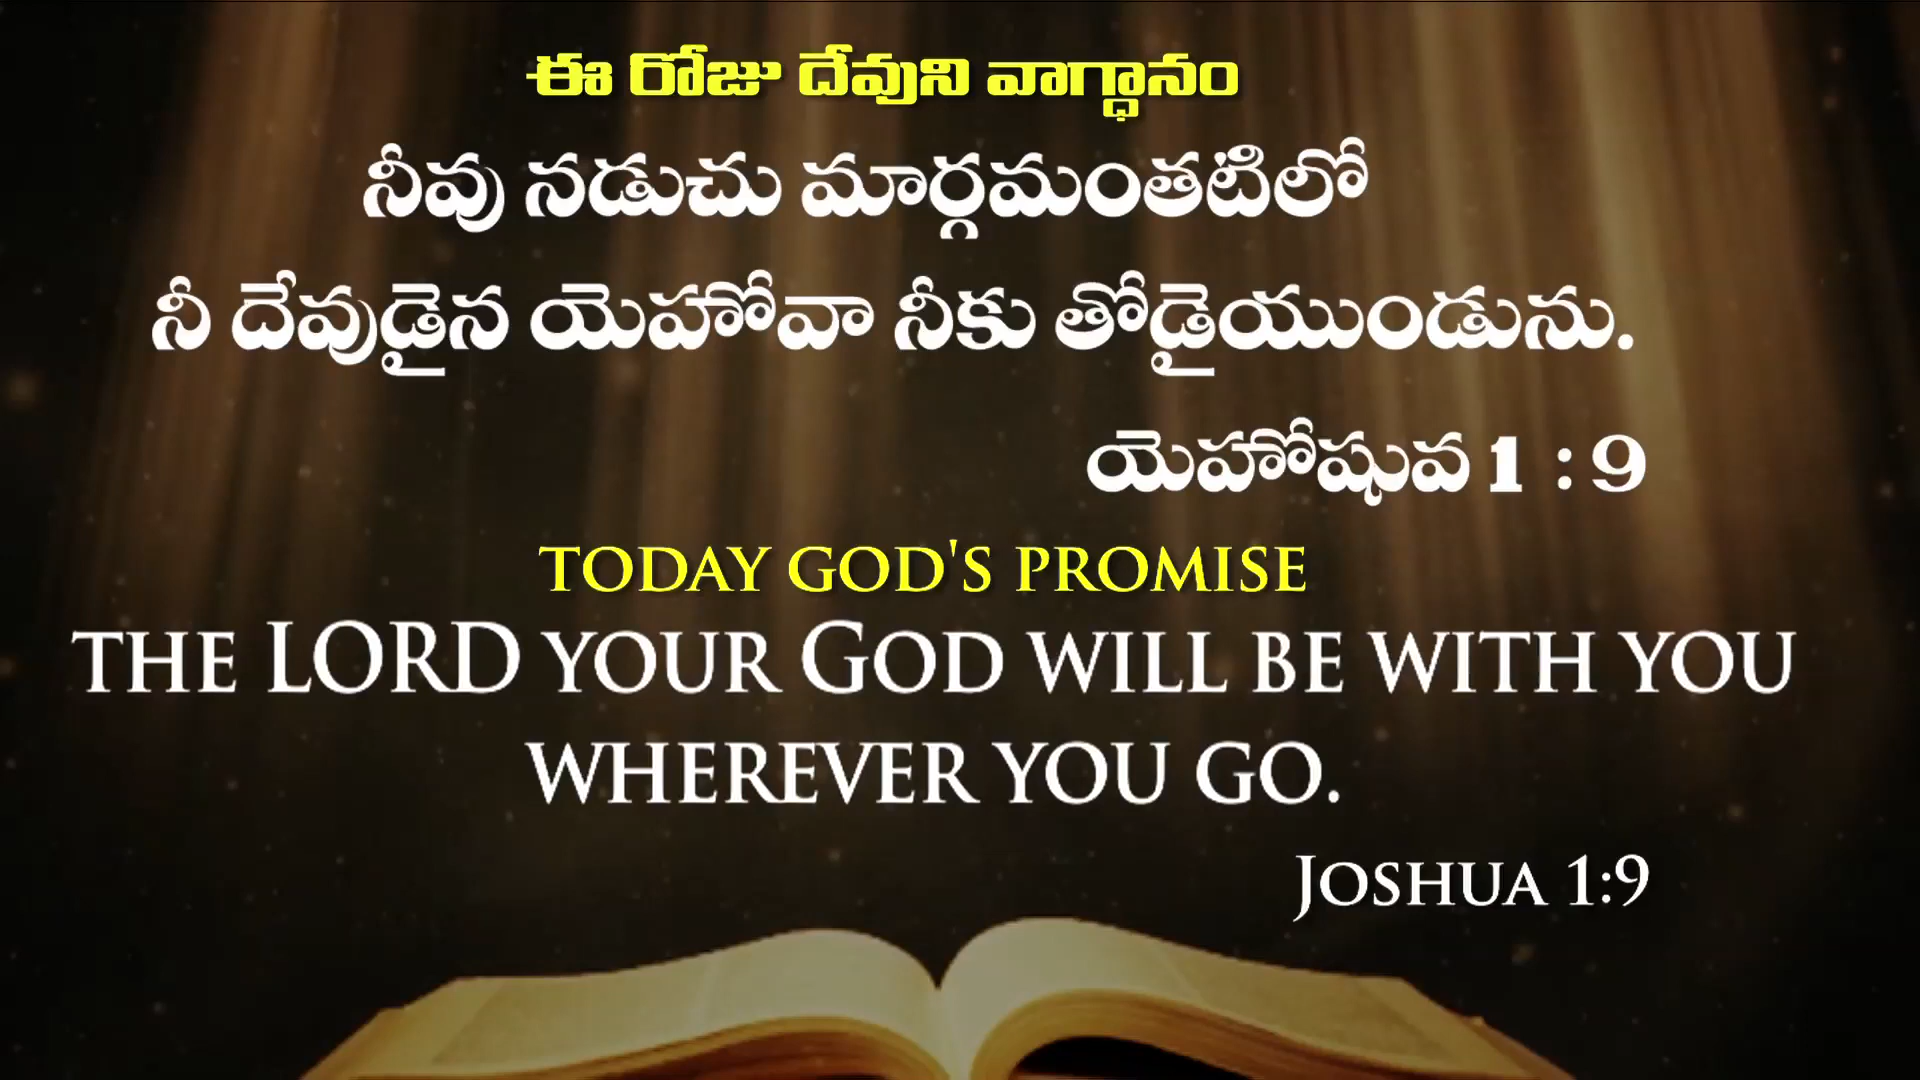 ఈ రోజు దేవుని వాగ్ధానం
నీవు నడుచు మార్గమంతటిలో
నీ దేవుడైన యెహోవా నీకు తోడైయుండును.
యెహోషువ 1 : 9
TODAY GOD'S PROMISE
THE LORD YOUR GOD WILL BE WITH YOU
WHEREVER YOU GO.
JOSHUA 1:9